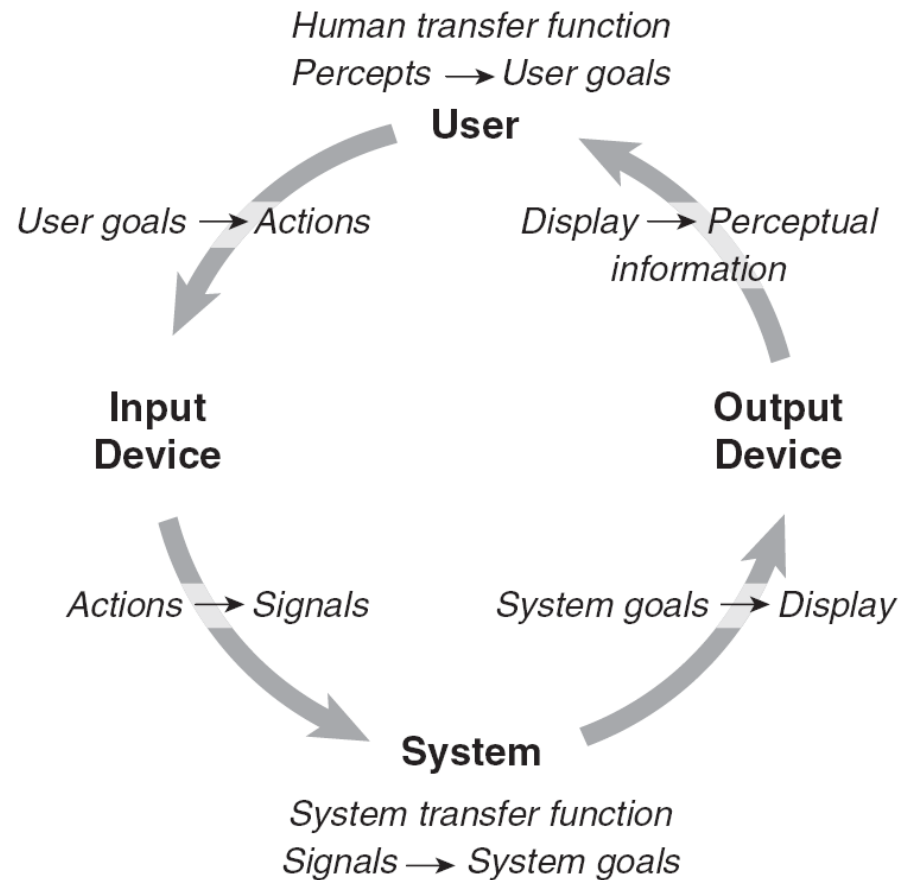 Human transfer function
Percepts → User goals
User
User goals → Actions
Display → Perceptual
information
Input
Device
Output
Device
Actions → Signals
System goals → Display
System
System transfer function
Signals → System goals